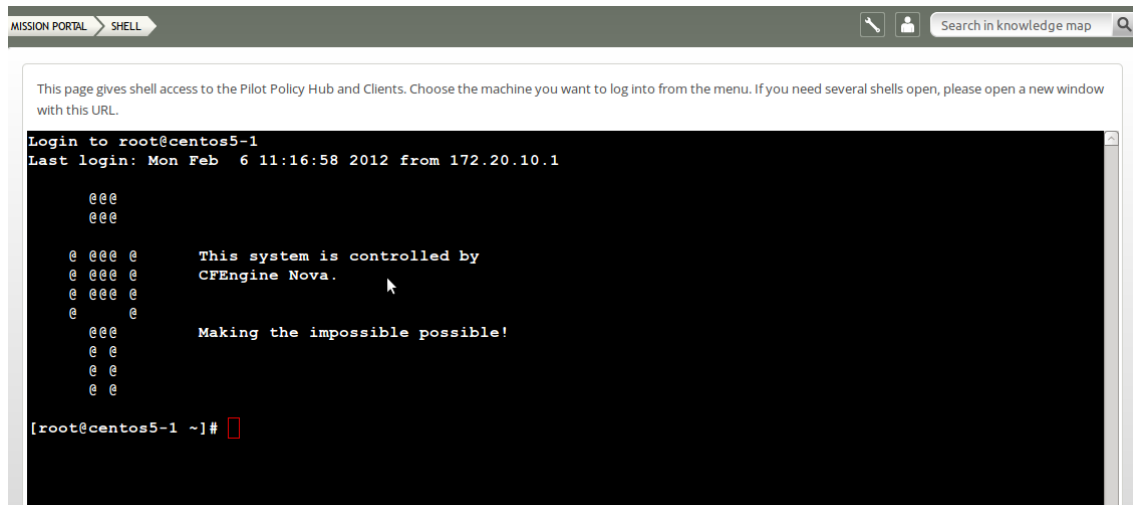 MISSION PORTAL SHELL Search in knowledge map
This page gives shell access to the Pilot Policy Hub and Clients. Choose the machine you want to log into from the menu. If you need several shells open, please open a new window
with this URL.
Login to root@centos5-1
Last login: Mon Feb  6 11:16:58 2012 from 172.20.10.1
@@@
@@@
@ @@@ @ This system is controlled by
@ @@@ @ CFEngine Nova.
@ @@@ @
@     @
@@@ Making the impossible possible!
@ @
@ @
@ @
[root@centos5-1 ~]#